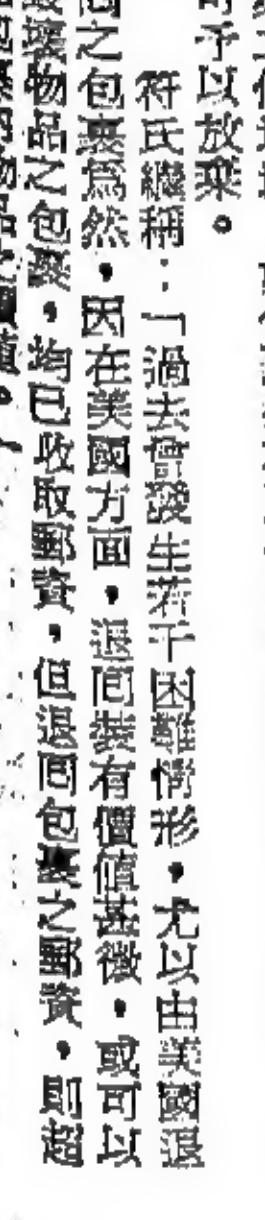 可予以放棄。
符氏繼稱：「過去曾發生若干困難情形，尤以由美國退
回之包裹爲然，因在美國方面，退回裝有價值甚微，或可以
毀壞物品之包裹，均已收取郵資，但退回包裹之郵資，則超
包裹內物品之價值。」